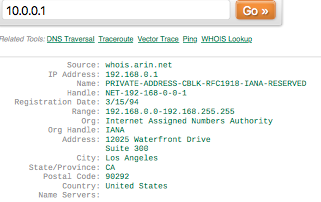 10.0.0.1
Go »
Related Tools: DNS Traversal Traceroute Vector Trace Ping WHOIS Lookup
Source: whois.arin.net
IP Address: 192.168.0.1
Name: PRIVATE-ADDRESS-CBLK-RFC1918-IANA-RESERVED
Handle: NET-192-168-0-0-1
Registration Date: 3/15/94
Range: 192.168.0.0-192.168.255.255
Org: Internet Assigned Numbers Authority
Org Handle: IANA
Address: 12025 Waterfront Drive
Suite 300
City: Los Angeles
State/Province: CA
Postal Code: 90292
Country: United States
Name Servers: